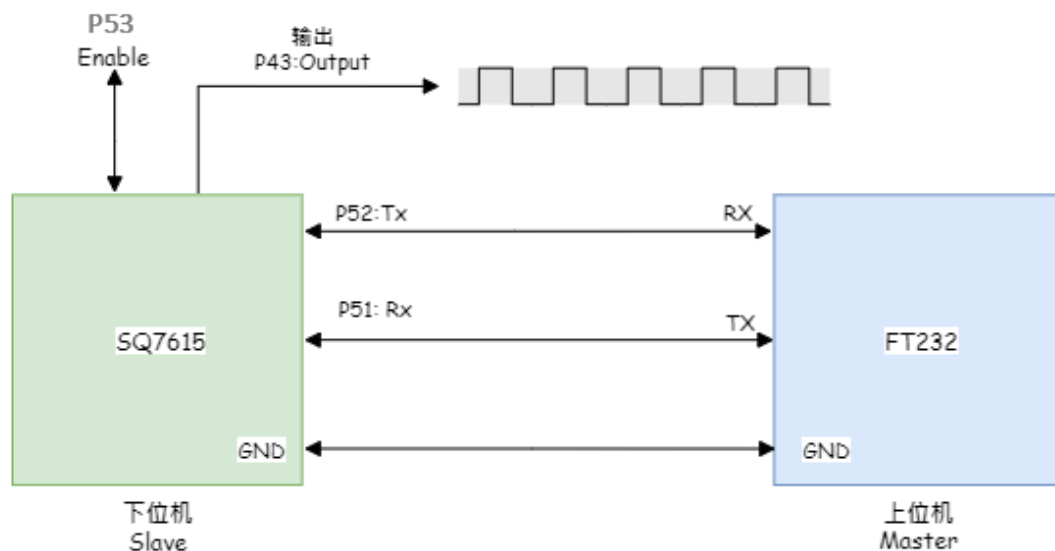 P53
Enable
输出
P43:Output
P52:Tx
RX
P51: Rx
TX
SQ7615
FT232
GND
GND
下位机
Slave
上位机
Master